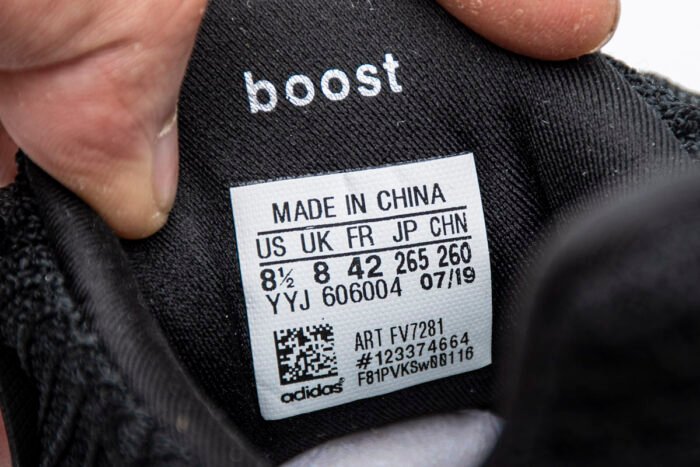 boost
MADE IN CHINA
US UK FR JP CHN
8½ 8 42 265 260
YYJ 606004 07/19
ART FV7281
#123374664
F81PVKSw00116
adidas